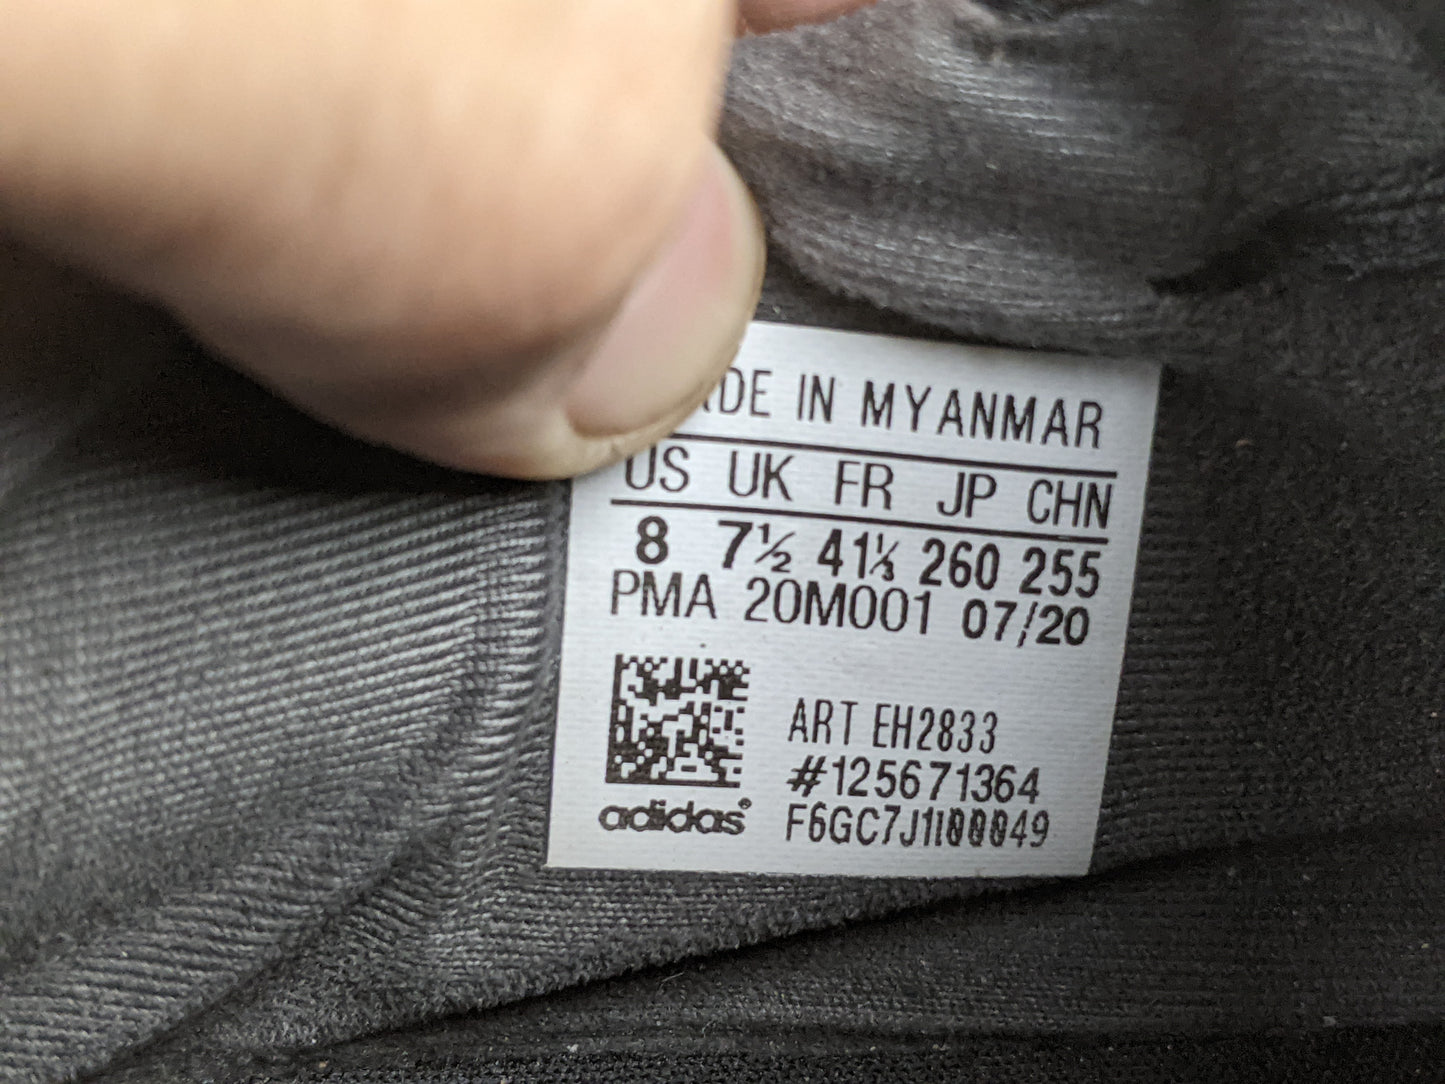 DE IN MYANMAR
US UK FR JP CHN
8 7½ 41⅓ 260 255
PMA 20M001 07/20
ART EH2833
#125671364
adidas®